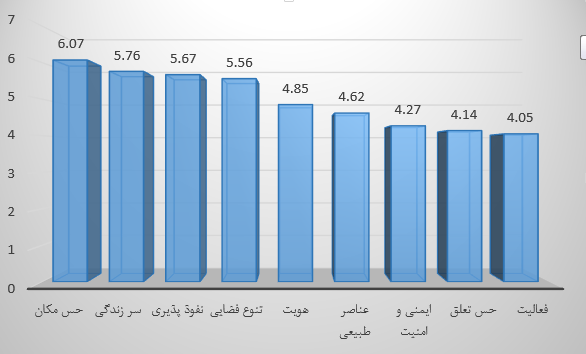 7
6
5
4
3
2
1
0
6.07
5.76
5.67
5.56
4.85
4.62
4.27
4.14
4.05
حس مکان
سر زندگی
نفوذ پذیری
تنوع فضایی
هویت
عناصر
طبیعی
ایمنی و
امنیت
حس تعلق
فعالیت